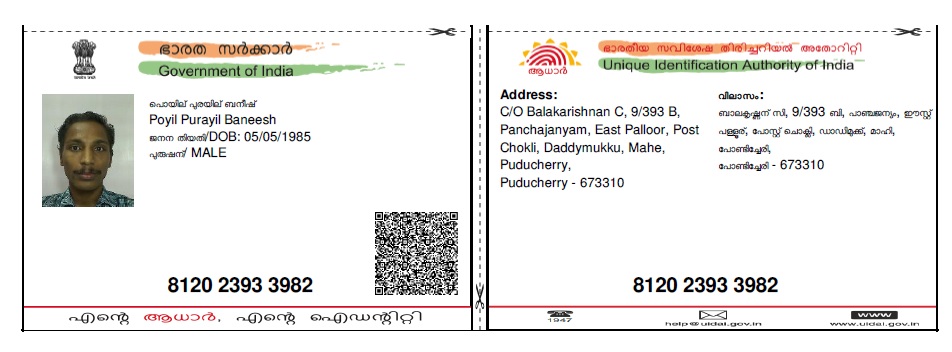 ഭാരത സർക്കാർ
Government of India
പൊയില് പുരയില് ബനീഷ്
Poyil Purayil Baneesh
ജനന തിയതി/DOB: 05/05/1985
പുരുഷന്/ MALE
8120 2393 3982
എന്റെ ആധാർ, എന്റെ ഐഡന്റിറ്റി
ആധാർ
ഭാരതീയ സവിശേഷ തിരിച്ചറിയൽ അതോറിറ്റി
Unique Identification Authority of India
Address:
C/O Balakarishnan C, 9/393 B,
Panchajanyam, East Palloor, Post
Chokli, Daddymukku, Mahe,
Puducherry,
Puducherry - 673310
വിലാസം:
ബാലകൃഷ്ണന് സി, 9/393 ബി, പാഞ്ചജന്യം, ഈസ്റ്റ്
പള്ളൂര്, പോസ്റ്റ് ചൊക്ലി, ഡാഡിമുക്ക്, മാഹി,
പോണ്ടിച്ചേരി,
പോണ്ടിച്ചേരി - 673310
8120 2393 3982
1947
help@uidai.gov.in
www
www.uidai.gov.in